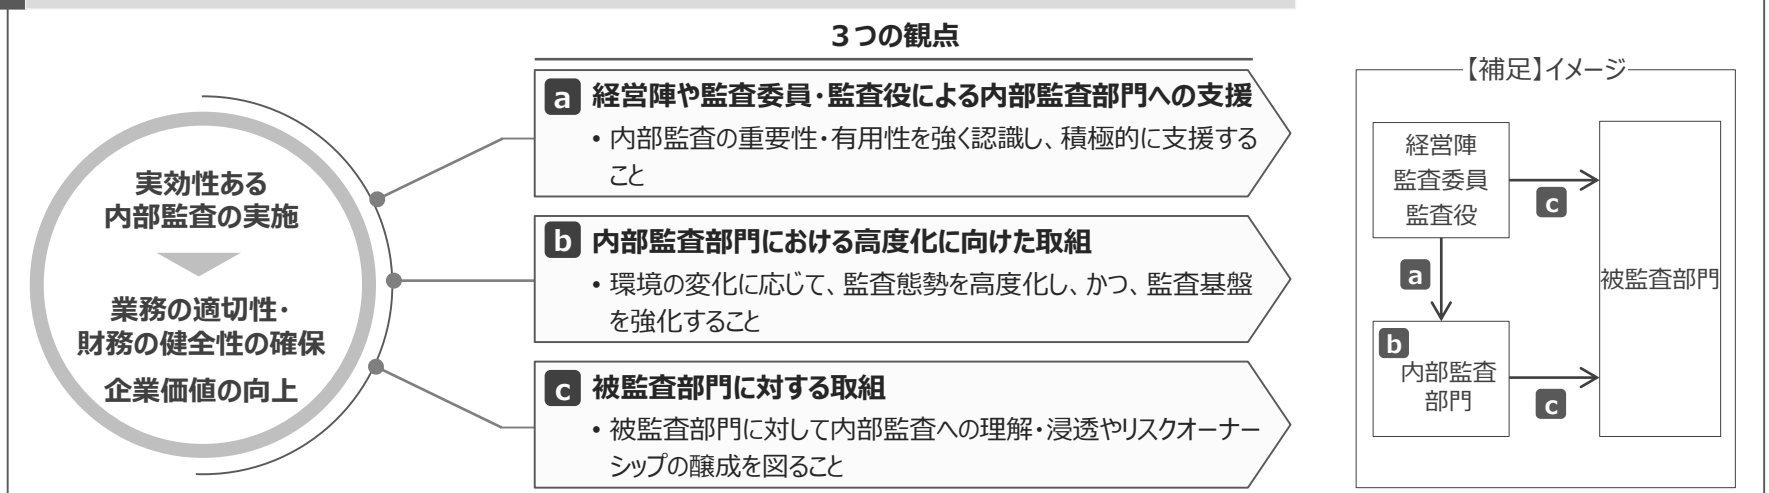 3つの観点
実効性ある
内部監査の実施
業務の適切性・
財務の健全性の確保
企業価値の向上
a 経営陣や監査委員・監査役による内部監査部門への支援
• 内部監査の重要性・有用性を強く認識し、積極的に支援する
こと
b 内部監査部門における高度化に向けた取組
• 環境の変化に応じて、監査態勢を高度化し、かつ、監査基盤
を強化すること
c 被監査部門に対する取組
• 被監査部門に対して内部監査への理解・浸透やリスクオーナー
シップの醸成を図ること
【補足】イメージ
経営陣
監査委員
監査役
c
a
被監査部門
b
内部監査
部門
c